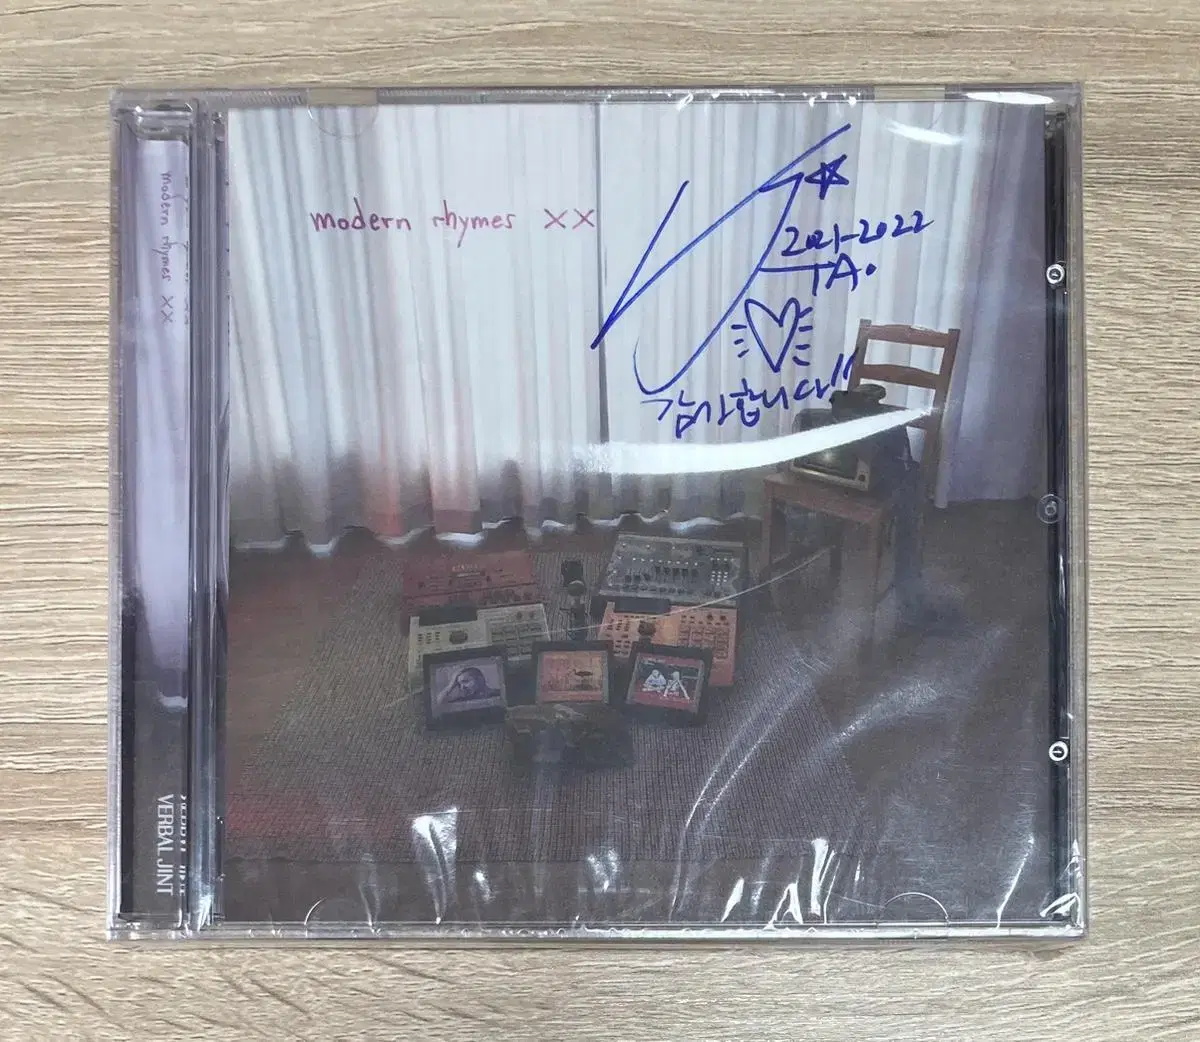 modern rhymes XX
2021-2022
TA.
감사합니다!!
modern rhymes XX
VERBAL JINT